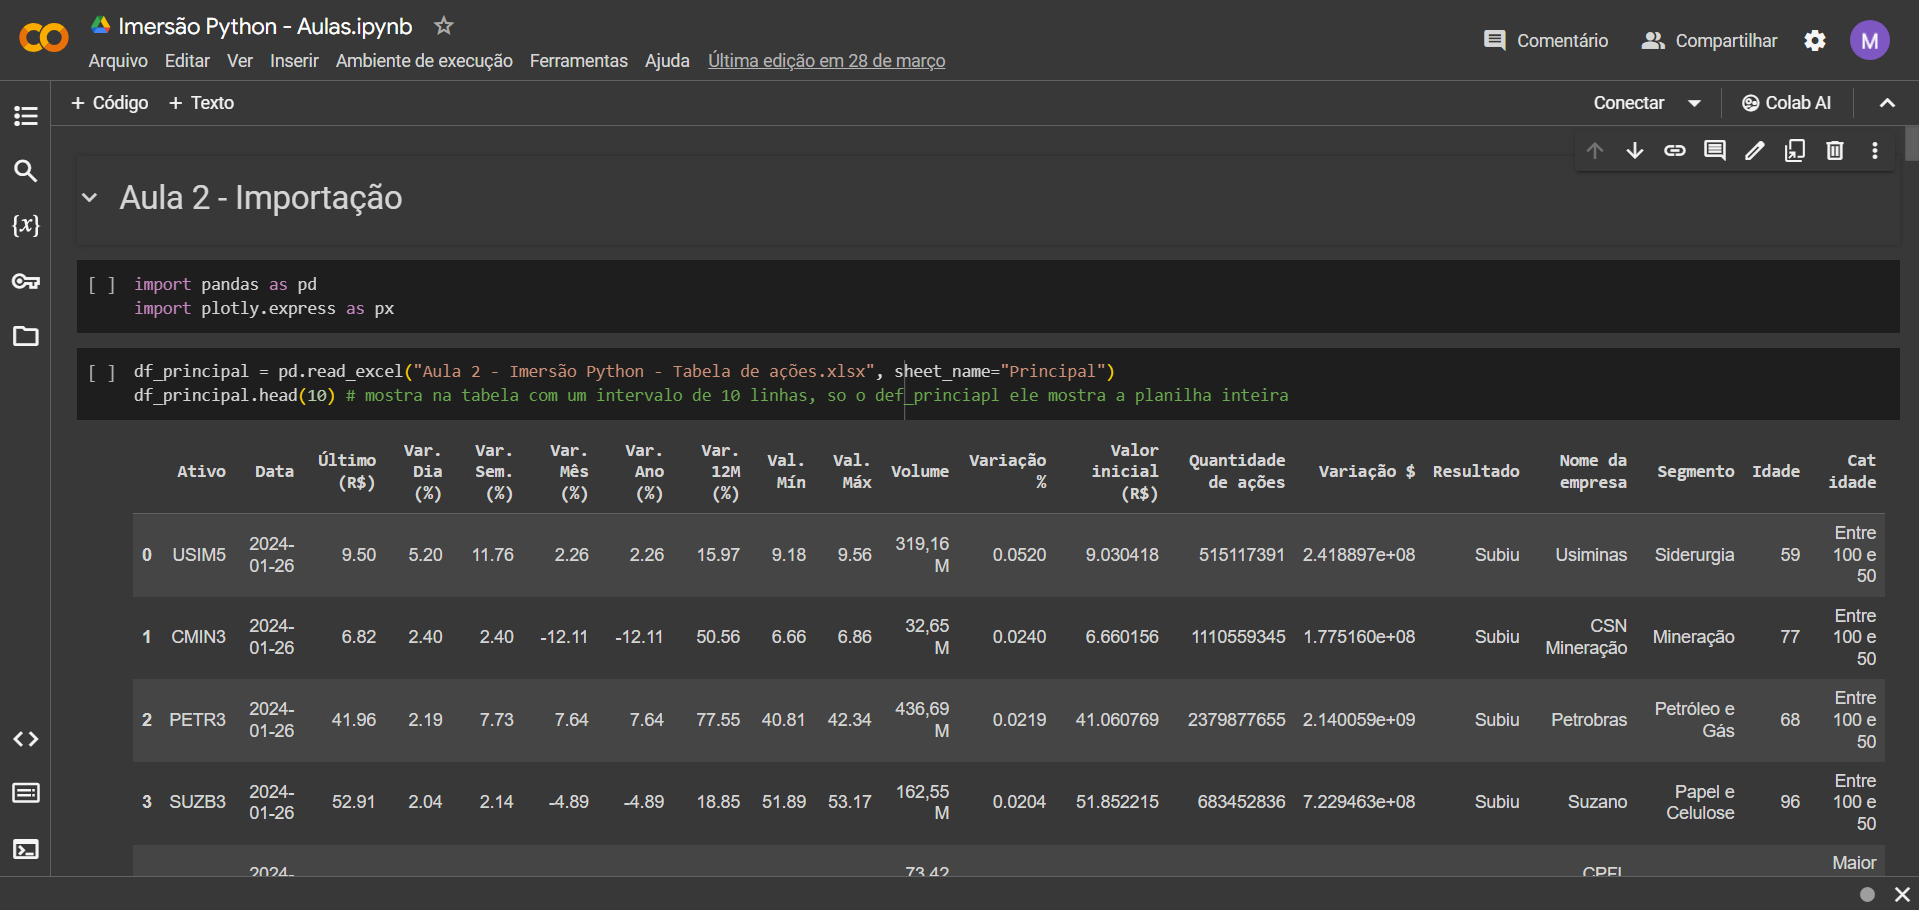 Imersão Python - Aulas.ipynb
Arquivo Editar Ver Inserir Ambiente de execução Ferramentas Ajuda Última edição em 28 de março
Comentário Compartilhar M
+ Código + Texto
Conectar Colab AI
Aula 2 - Importação
{x}
[ ] import pandas as pd
import plotly.express as px
[ ] df_principal = pd.read_excel("Aula 2 - Imersão Python - Tabela de ações.xlsx", sheet_name="Principal")
df_principal.head(10) # mostra na tabela com um intervalo de 10 linhas, so o def_princiapl ele mostra a planilha inteira
Ativo Data Último (R$) Var. Dia (%) Var. Sem. (%) Var. Mês (%) Var. Ano (%) Var. 12M (%) Val. Mín Val. Máx Volume Variação % Valor inicial (R$) Quantidade de ações Variação $ Resultado Nome da empresa Segmento Idade Cat idade
0 USIM5 2024-01-26 9.50 5.20 11.76 2.26 2.26 15.97 9.18 9.56 319,16 M 0.0520 9.030418 515117391 2.418897e+08 Subiu Usiminas Siderurgia 59 Entre 100 e 50
1 CMIN3 2024-01-26 6.82 2.40 2.40 -12.11 -12.11 50.56 6.66 6.86 32,65 M 0.0240 6.660156 1110559345 1.775160e+08 Subiu CSN Mineração Mineração 77 Entre 100 e 50
2 PETR3 2024-01-26 41.96 2.19 7.73 7.64 7.64 77.55 40.81 42.34 436,69 M 0.0219 41.060769 2379877655 2.140059e+09 Subiu Petrobras Petróleo e Gás 68 Entre 100 e 50
3 SUZB3 2024-01-26 52.91 2.04 2.14 -4.89 -4.89 18.85 51.89 53.17 162,55 M 0.0204 51.852215 683452836 7.229463e+08 Subiu Suzano Papel e Celulose 96 Entre 100 e 50
2024- 73,42 CPFL Maior